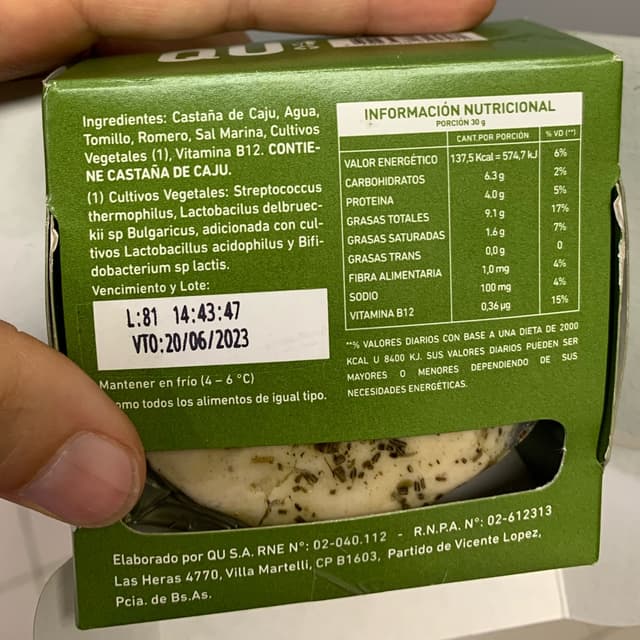 QU
Ingredientes: Castaña de Caju, Agua,
Tomillo, Romero, Sal Marina, Cultivos
Vegetales (1), Vitamina B12. CONTIE-
NE CASTAÑA DE CAJU.
(1) Cultivos Vegetales: Streptococcus
thermophilus, Lactobacilus delbruec-
kii sp Bulgaricus, adicionada con cul-
tivos Lactobacillus acidophilus y Bifi-
dobacterium sp lactis.
Vencimiento y Lote:
L:81 14:43:47
VTO:20/06/2023
Mantener en frío (4 – 6 °C)
omo todos los alimentos de igual tipo.
INFORMACIÓN NUTRICIONAL
PORCIÓN 30 g
CANT.POR PORCIÓN % VD (**)
VALOR ENERGÉTICO 137,5 Kcal = 574,7 kJ 6%
CARBOHIDRATOS 6.3 g 2%
PROTEINA 4.0 g 5%
GRASAS TOTALES 9.1 g 17%
GRASAS SATURADAS 1.6 g 7%
GRASAS TRANS 0,0 g 0
FIBRA ALIMENTARIA 1,0 mg 4%
SODIO 100 mg 4%
VITAMINA B12 0,36 µg 15%
**% VALORES DIARIOS CON BASE A UNA DIETA DE 2000
KCAL U 8400 KJ. SUS VALORES DIARIOS PUEDEN SER
MAYORES O MENORES DEPENDIENDO DE SUS
NECESIDADES ENERGÉTICAS.
Elaborado por QU S.A. RNE N°: 02-040.112 - R.N.P.A. N°: 02-612313
Las Heras 4770, Villa Martelli, CP B1603, Partido de Vicente Lopez,
Pcia. de Bs.As.